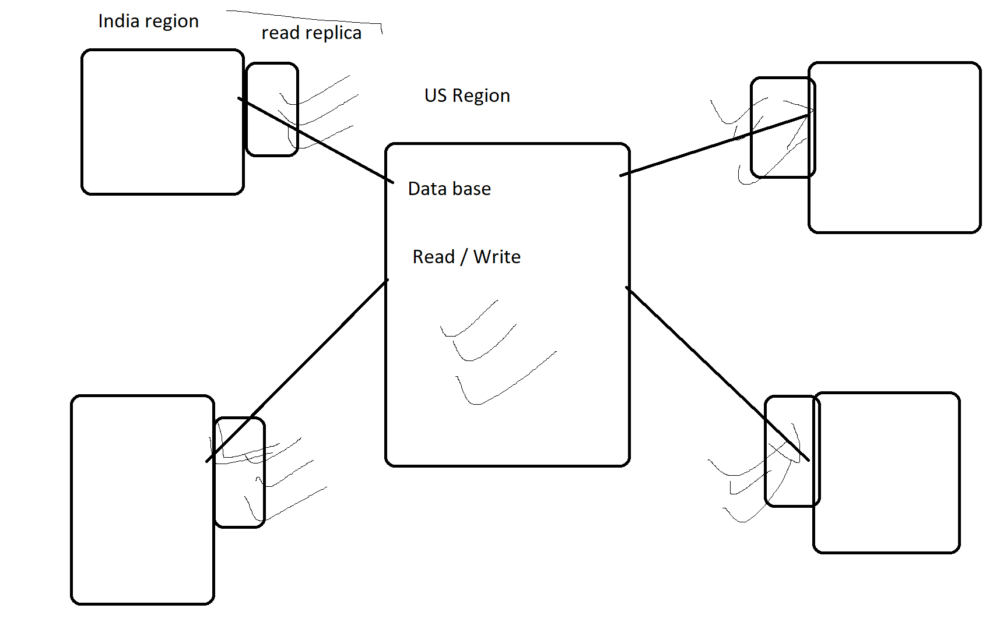 India region
read replica
US Region
Data base
Read / Write